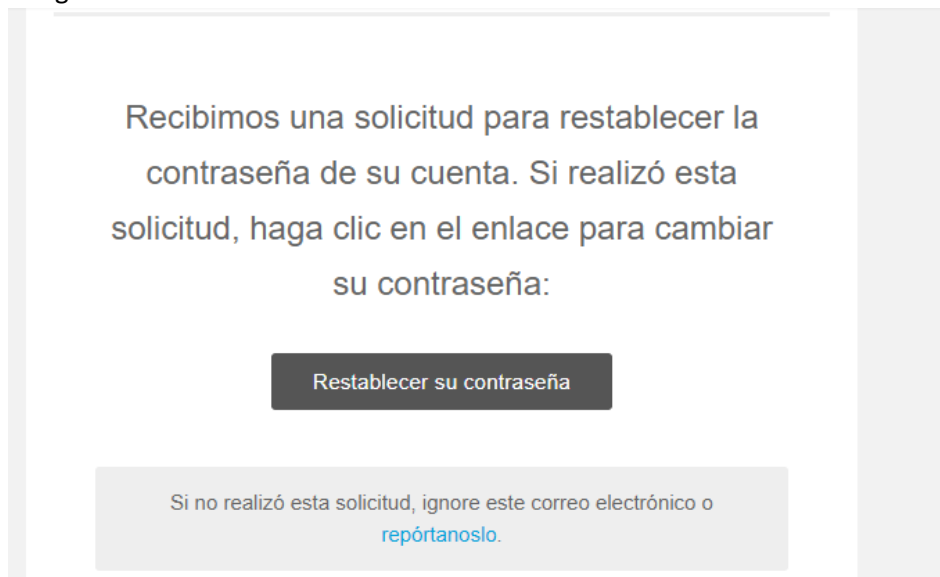 Recibimos una solicitud para restablecer la
contraseña de su cuenta. Si realizó esta
solicitud, haga clic en el enlace para cambiar
su contraseña:
Restablecer su contraseña
Si no realizó esta solicitud, ignore este correo electrónico o
repórtanoslo.